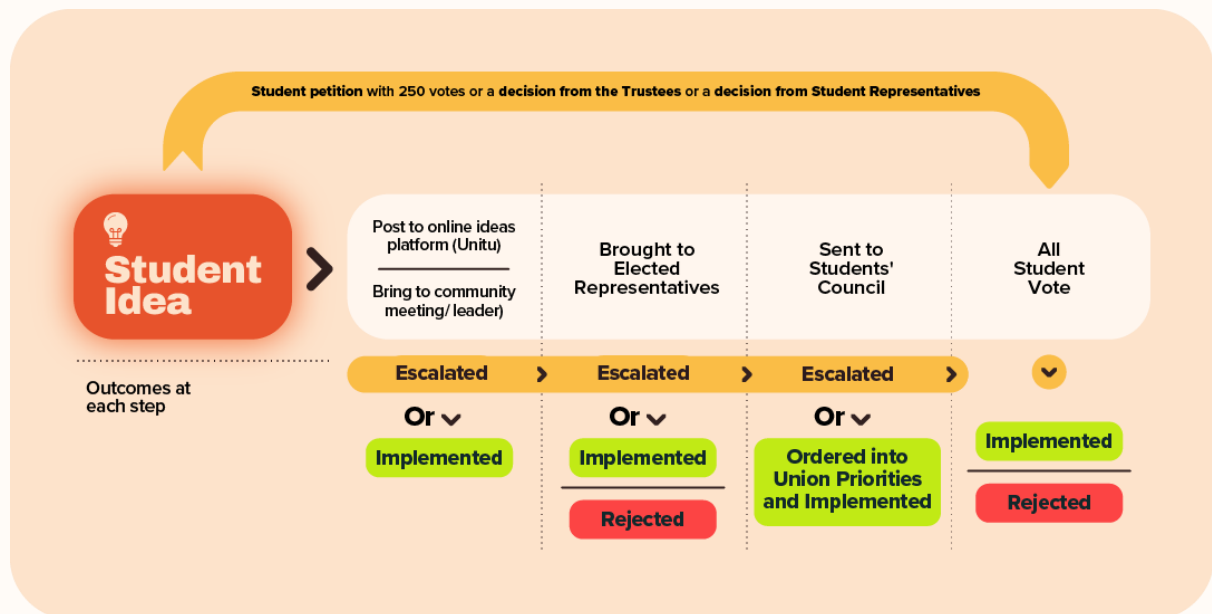 Student petition with 250 votes or a decision from the Trustees or a decision from Student Representatives
Student
Idea
Post to online ideas
platform (Unitu)
Bring to community
meeting/ leader)
Brought to
Elected
Representatives
Sent to
Students'
Council
All
Student
Vote
Outcomes at
each step
Escalated
Escalated
Escalated
Or
Or
Or
Implemented
Implemented
Rejected
Ordered into
Union Priorities
and Implemented
Implemented
Rejected